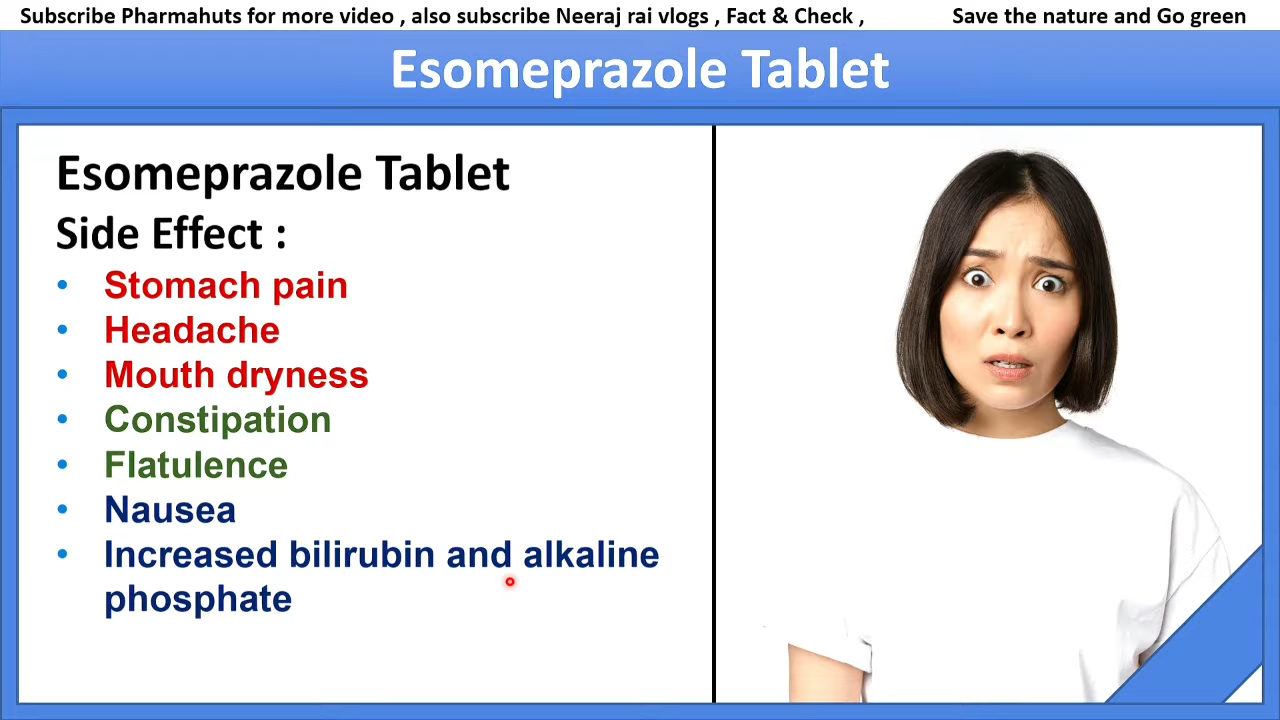 Subscribe Pharmahuts for more video , also subscribe Neeraj rai vlogs , Fact & Check , Save the nature and Go green
Esomeprazole Tablet
Esomeprazole Tablet
Side Effect :
• Stomach pain
• Headache
• Mouth dryness
• Constipation
• Flatulence
• Nausea
• Increased bilirubin and alkaline
phosphate